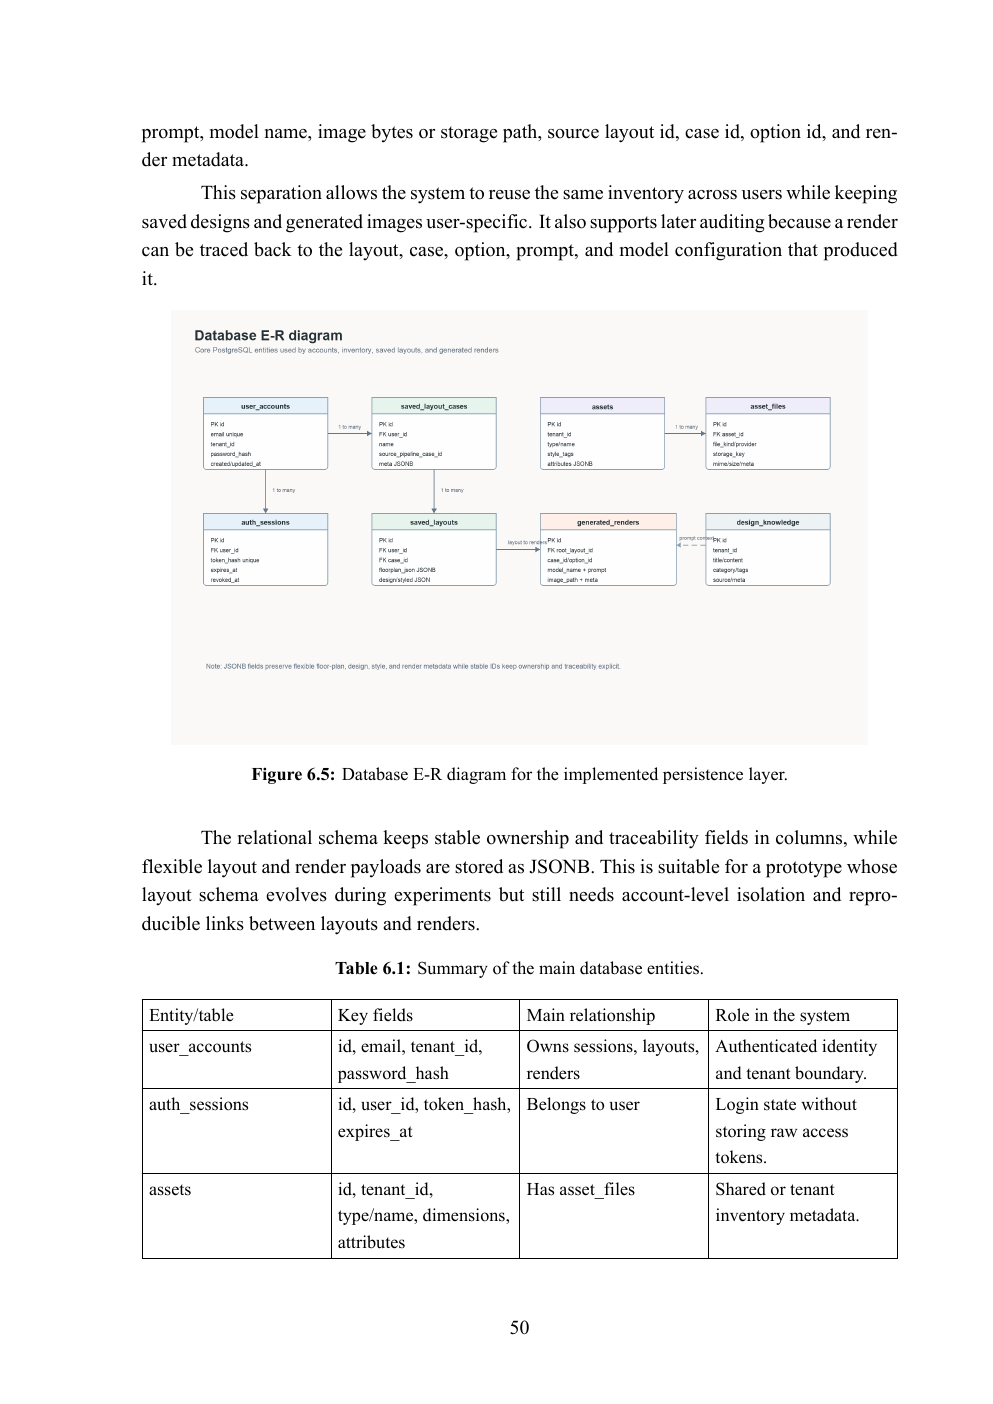 prompt, model name, image bytes or storage path, source layout id, case id, option id, and ren-
der metadata.
This separation allows the system to reuse the same inventory across users while keeping
saved designs and generated images user-specific. It also supports later auditing because a render
can be traced back to the layout, case, option, prompt, and model configuration that produced
it.
Database E-R diagram
Core PostgreSQL entities used by accounts, inventory, saved layouts, and generated renders
user_accounts
PK id
email unique
tenant_id
password_hash
created/updated_at
1 to many
saved_layout_cases
PK id
FK user_id
name
source_pipeline_case_id
meta JSONB
assets
PK id
tenant_id
type/name
style_tags
attributes JSONB
1 to many
asset_files
PK id
FK asset_id
file_kind/provider
storage_key
mime/size/meta
1 to many
1 to many
auth_sessions
PK id
FK user_id
token_hash unique
expires_at
revoked_at
saved_layouts
PK id
FK user_id
FK case_id
floorplan_json JSONB
design/styled JSON
layout to renders
generated_renders
PK id
FK root_layout_id
case_id/option_id
model_name + prompt
image_path + meta
prompt context
design_knowledge
PK id
tenant_id
title/content
category/tags
source/meta
Note: JSONB fields preserve flexible floor-plan, design, style, and render metadata while stable IDs keep ownership and traceability explicit.
Figure 6.5: Database E-R diagram for the implemented persistence layer.
The relational schema keeps stable ownership and traceability fields in columns, while
flexible layout and render payloads are stored as JSONB. This is suitable for a prototype whose
layout schema evolves during experiments but still needs account-level isolation and repro-
ducible links between layouts and renders.
Table 6.1: Summary of the main database entities.
Entity/table Key fields Main relationship Role in the system
user_accounts id, email, tenant_id, Owns sessions, layouts, Authenticated identity
password_hash renders and tenant boundary.
auth_sessions id, user_id, token_hash, Belongs to user Login state without
expires_at storing raw access
tokens.
assets id, tenant_id, Has asset_files Shared or tenant
type/name, dimensions, inventory metadata.
attributes
50